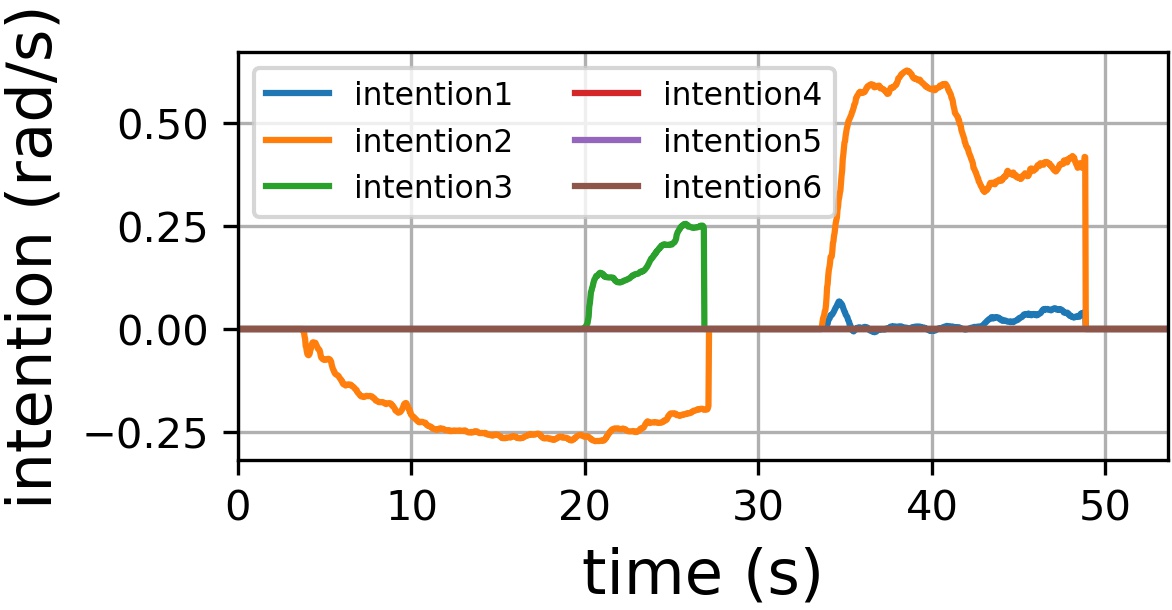 intention (rad/s)
0.50
0.25
0.00
−0.25
intention1
intention2
intention3
intention4
intention5
intention6
0 10 20 30 40 50
time (s)